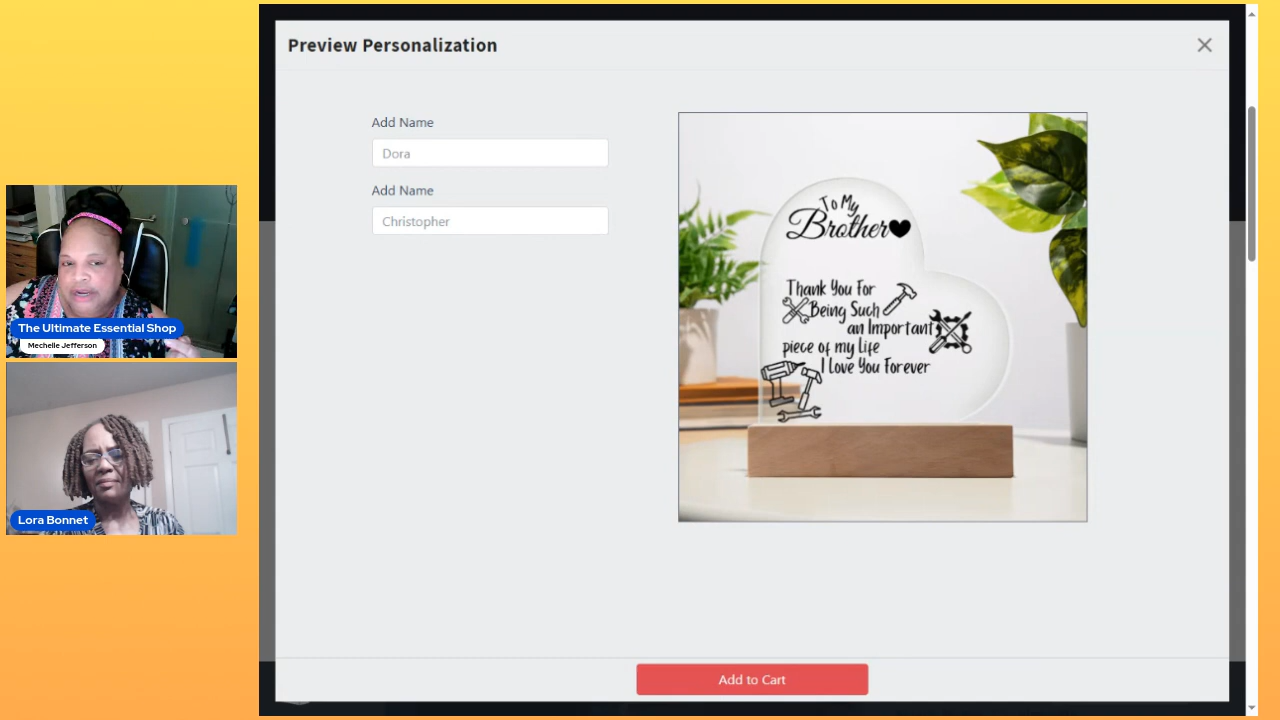 Preview Personalization
Add Name
Dora
Add Name
Christopher
To My
Brother
Thank You For
Being Such
an Important
piece of my life
I Love You Forever
Add to Cart
The Ultimate Essential Shop
Mechelle Jefferson
Lora Bonnet